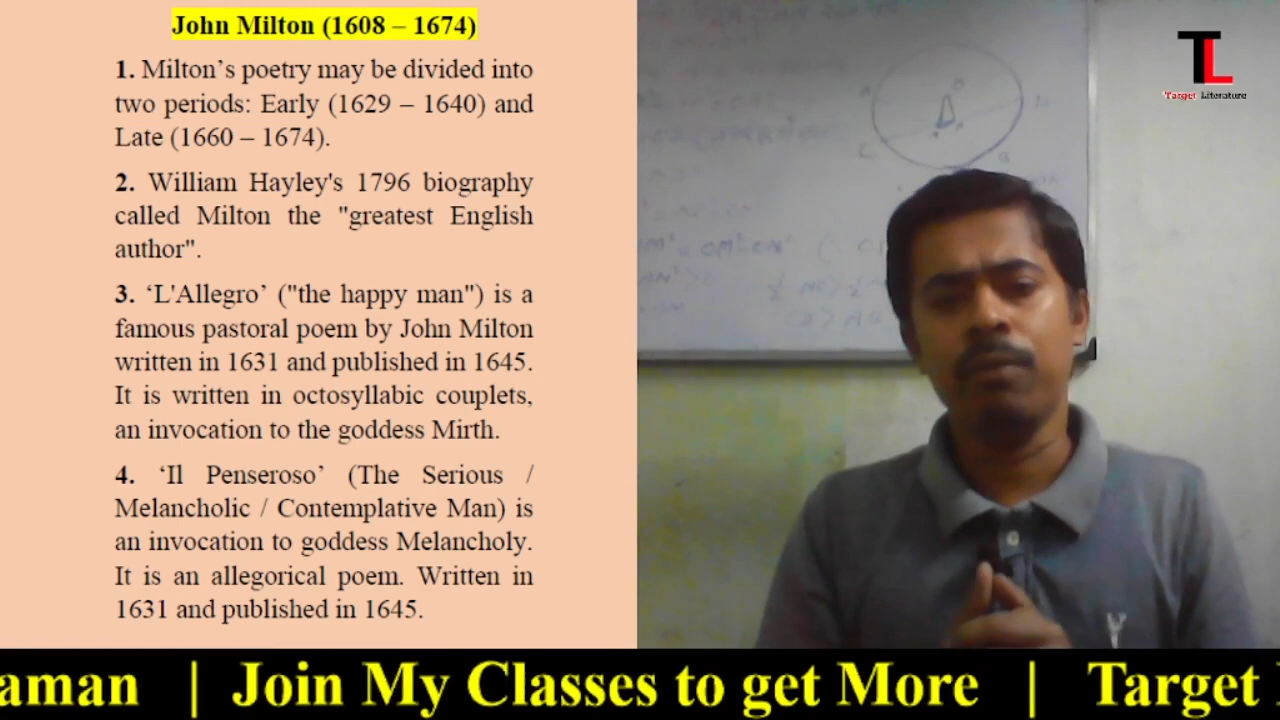 John Milton (1608 – 1674)
1. Milton's poetry may be divided into
two periods: Early (1629 – 1640) and
Late (1660 – 1674).
2. William Hayley's 1796 biography
called Milton the "greatest English
author".
3. ‘L'Allegro’ ("the happy man") is a
famous pastoral poem by John Milton
written in 1631 and published in 1645.
It is written in octosyllabic couplets,
an invocation to the goddess Mirth.
4. ‘Il Penseroso’ (The Serious /
Melancholic / Contemplative Man) is
an invocation to goddess Melancholy.
It is an allegorical poem. Written in
1631 and published in 1645.
TL
Target Literature
aman | Join My Classes to get More | Target